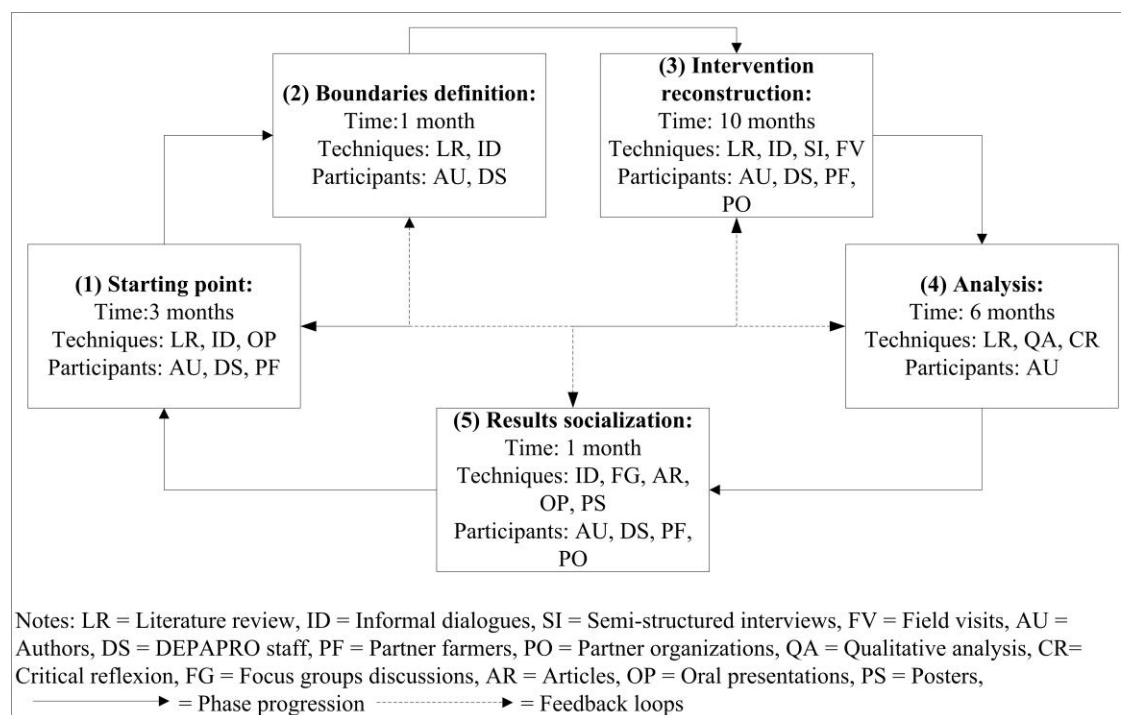 (1) Starting point:
Time:3 months
Techniques: LR, ID, OP
Participants: AU, DS, PF
(2) Boundaries definition:
Time:1 month
Techniques: LR, ID
Participants: AU, DS
(3) Intervention
reconstruction:
Time: 10 months
Techniques: LR, ID, SI, FV
Participants: AU, DS, PF,
PO
(4) Analysis:
Time: 6 months
Techniques: LR, QA, CR
Participants: AU
(5) Results socialization:
Time: 1 month
Techniques: ID, FG, AR,
OP, PS
Participants: AU, DS, PF,
PO
Notes: LR = Literature review, ID = Informal dialogues, SI = Semi-structured interviews, FV = Field visits, AU =
Authors, DS = DEPAPRO staff, PF = Partner farmers, PO = Partner organizations, QA = Qualitative analysis, CR=
Critical reflexion, FG = Focus groups discussions, AR = Articles, OP = Oral presentations, PS = Posters,
= Phase progression = Feedback loops